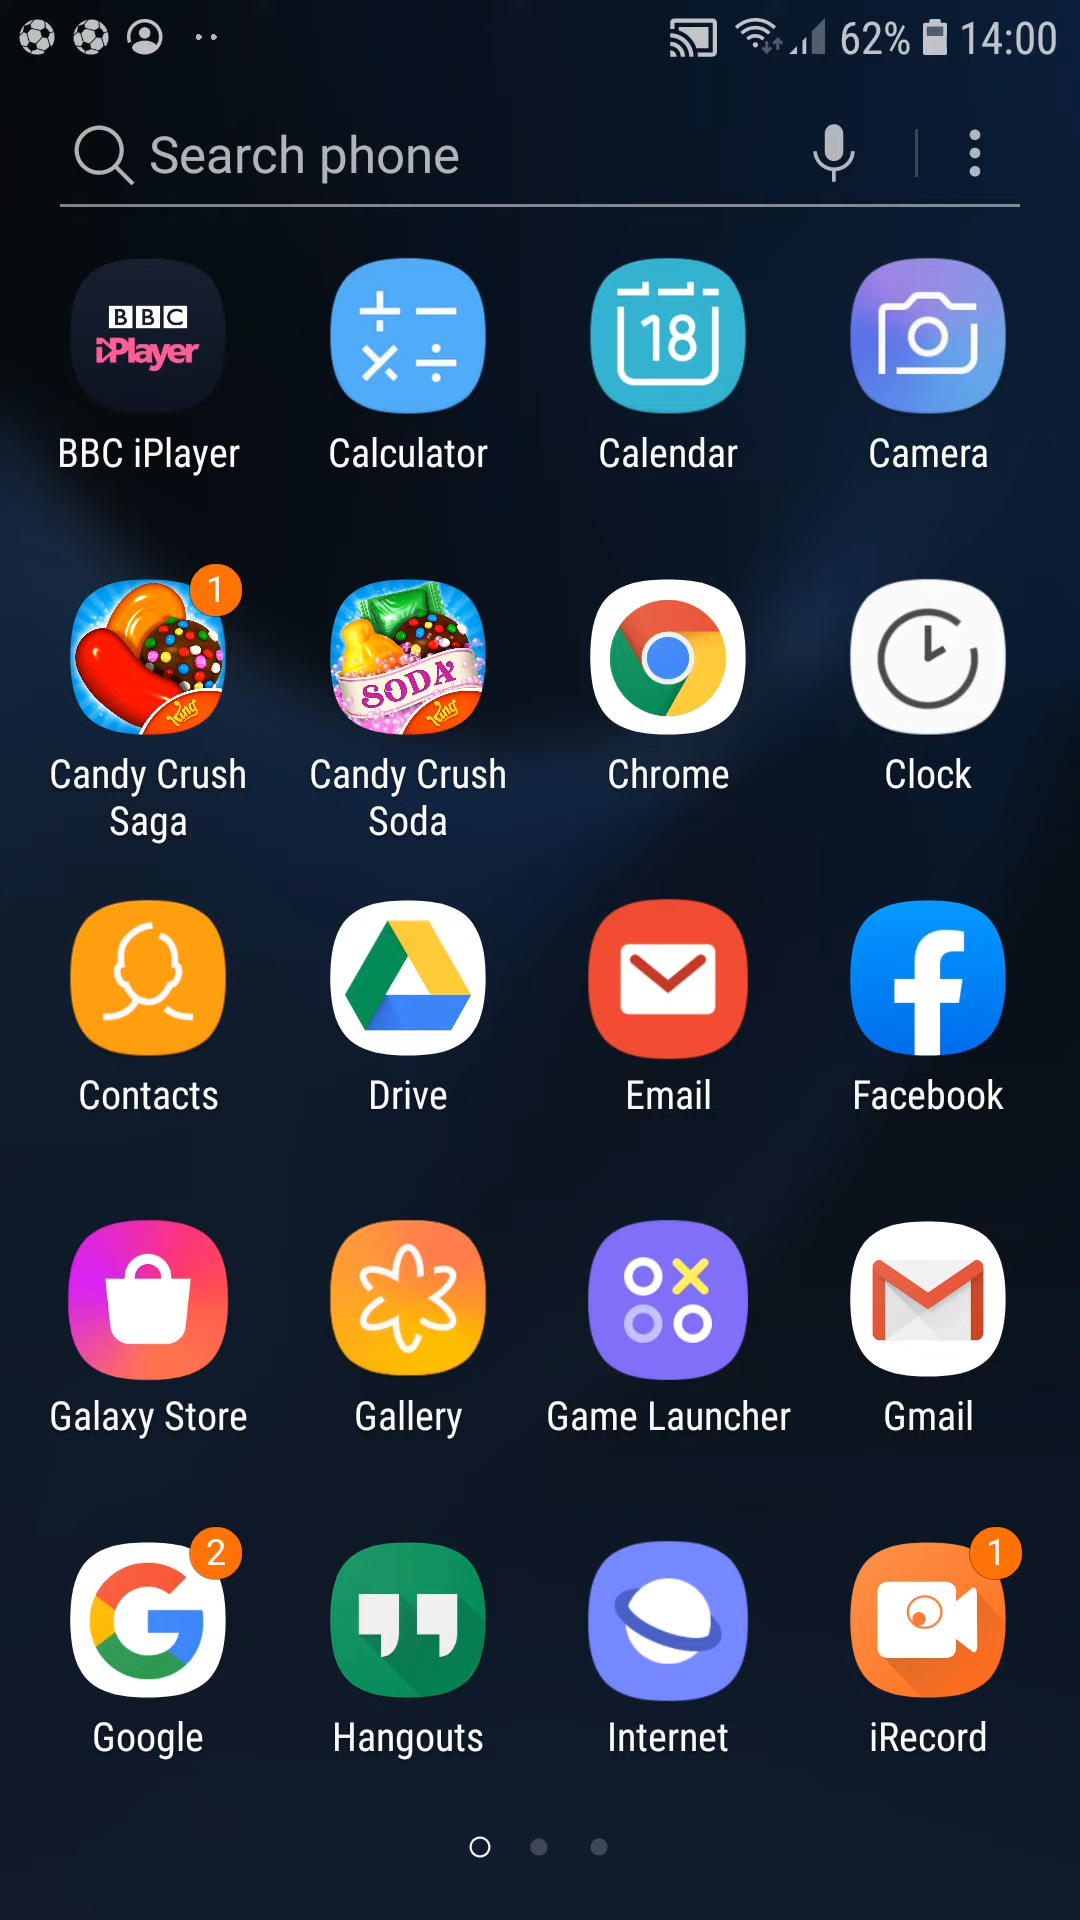 62% 14:00
Search phone
BBC
iPlayer
18
BBC iPlayer
Calculator
Calendar
Camera
1
King
SODA
King
Candy Crush
Saga
Candy Crush
Soda
Chrome
Clock
Contacts
Drive
Email
Facebook
Galaxy Store
Gallery
Game Launcher
Gmail
2
1
Google
Hangouts
Internet
iRecord